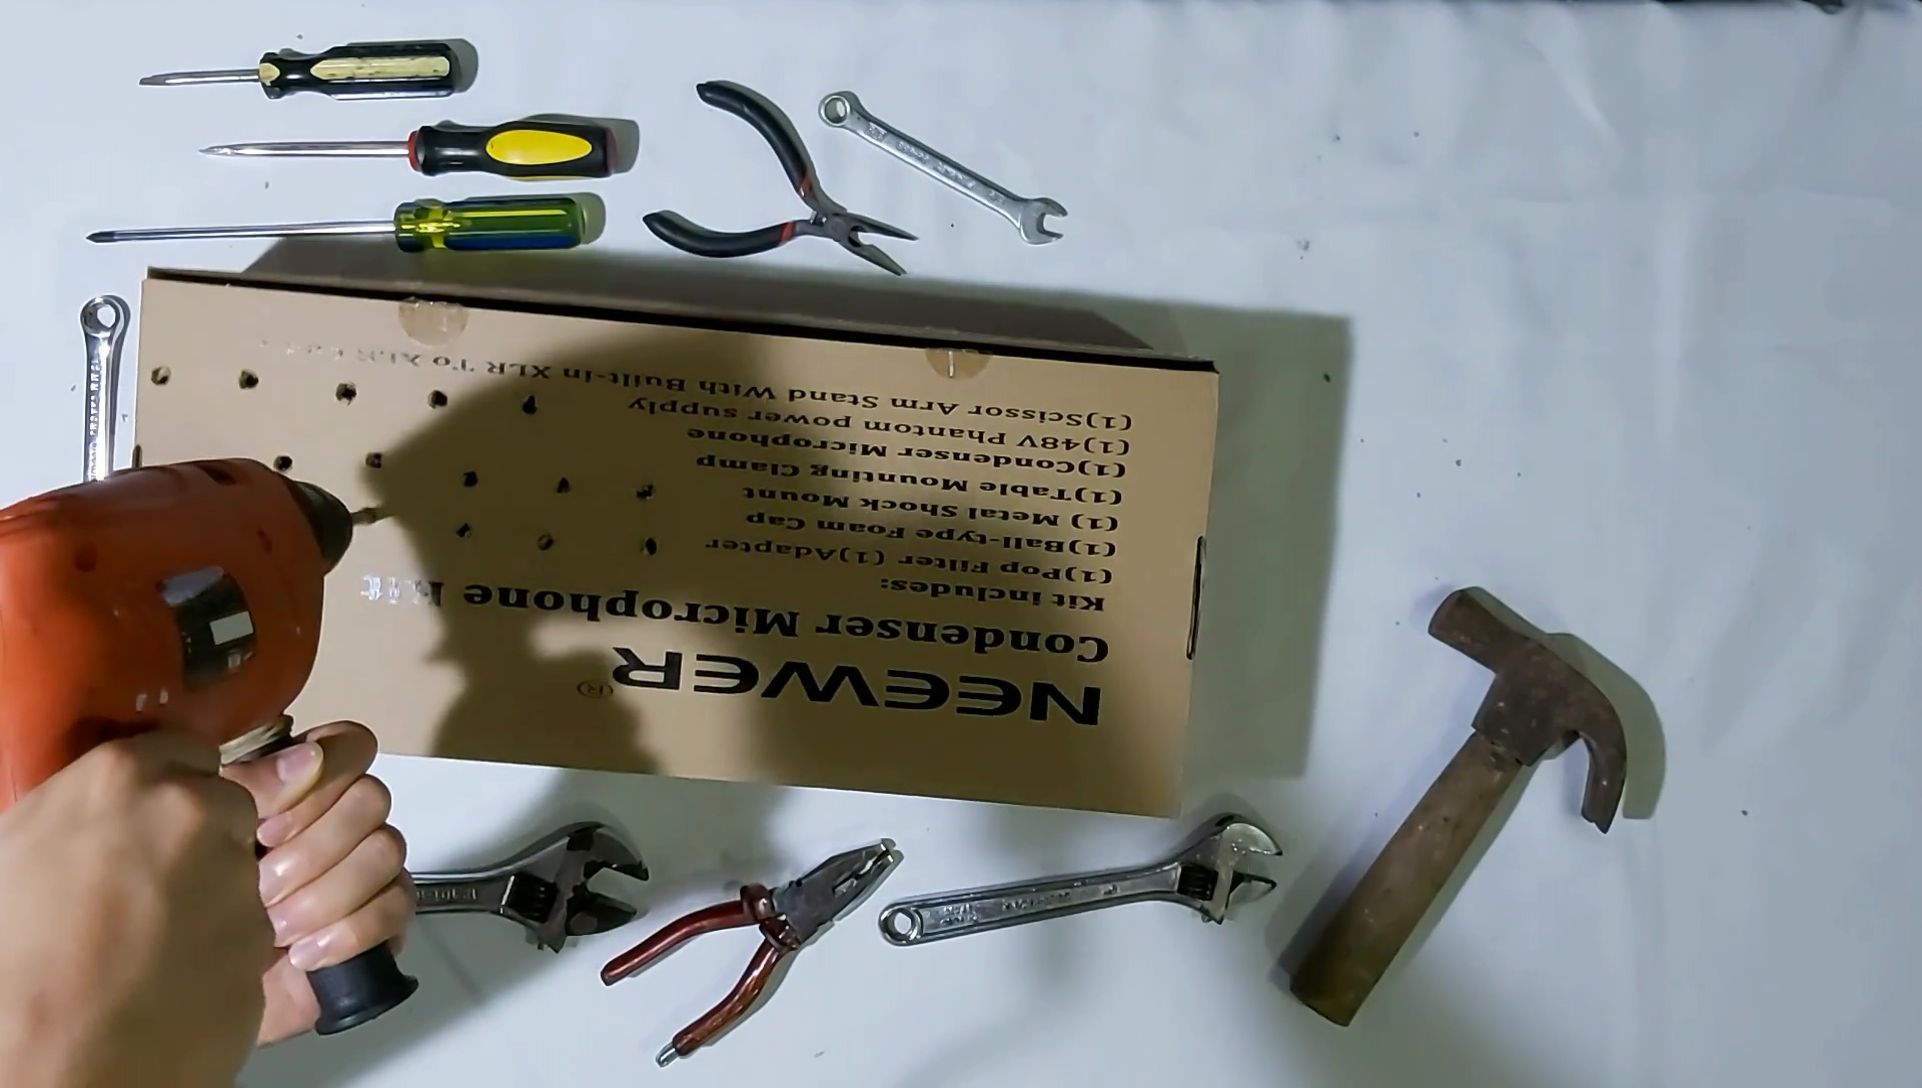 NEEWER®
Condenser Microphone Kit
Kit includes:
(1)Pop Filter (1)Adapter
(1)Ball-type Foam Cap
(1) Metal Shock Mount
(1)Table Mounting Clamp
(1)Condenser Microphone
(1)48V Phantom power supply
(1)Scissor Arm Stand With Built-in XLR To XLR